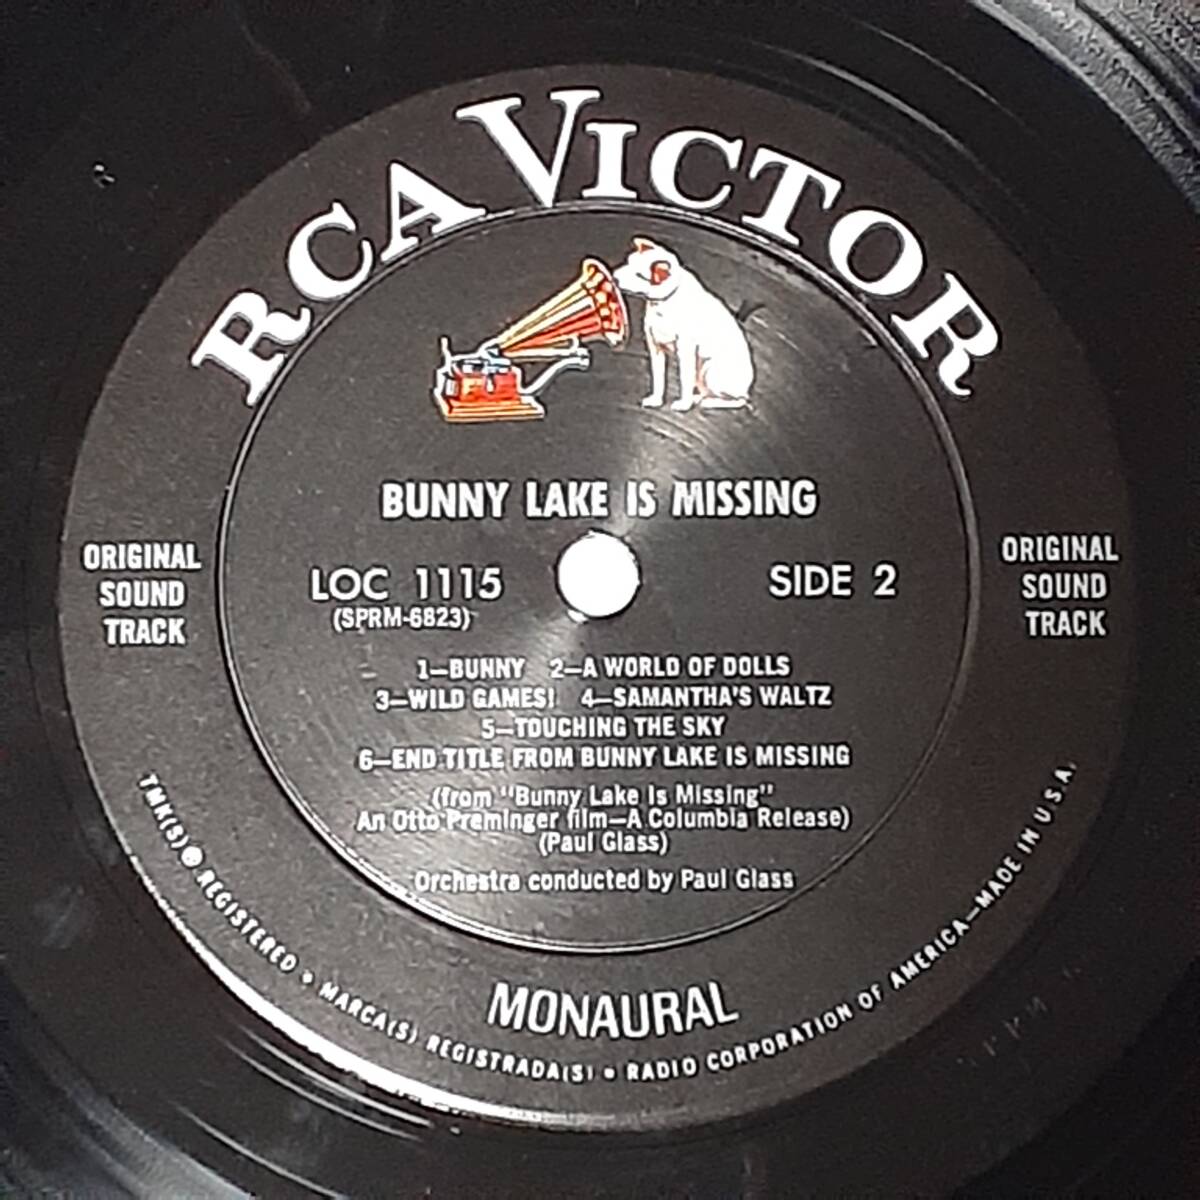 RCA VICTOR
BUNNY LAKE IS MISSING
ORIGINAL
SOUND
TRACK
LOC 1115
(SPRM-6823)
SIDE 2
ORIGINAL
SOUND
TRACK
1—BUNNY 2—A WORLD OF DOLLS
3—WILD GAMES! 4—SAMANTHA'S WALTZ
5—TOUCHING THE SKY
6—END TITLE FROM BUNNY LAKE IS MISSING
(from "Bunny Lake Is Missing"
An Otto Preminger film—A Columbia Release)
(Paul Glass)
Orchestra conducted by Paul Glass
MONAURAL
TMK(S) ® REGISTERED • MARCA(S) REGISTRADA(S) • RADIO CORPORATION OF AMERICA—MADE IN U.S.A.